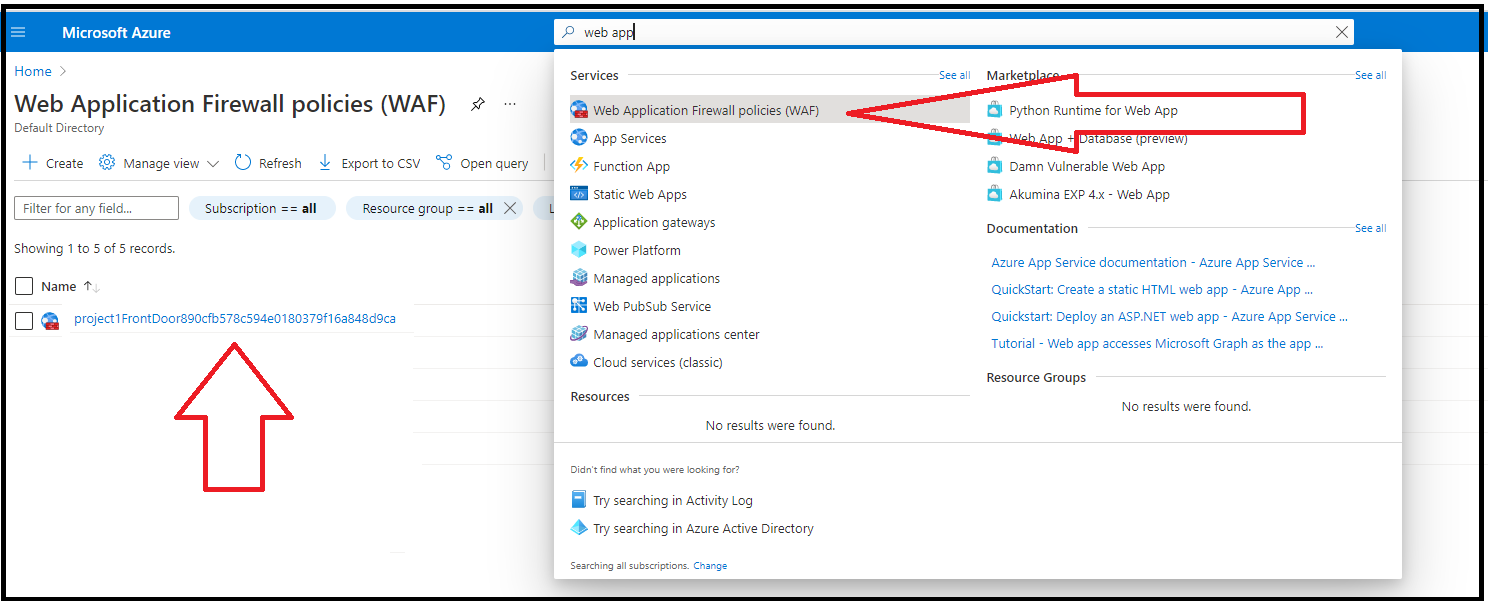 Microsoft Azure
web app
Home
Web Application Firewall policies (WAF)
Default Directory
Create
Manage view
Refresh
Export to CSV
Open query
Filter for any field...
Subscription == all
Resource group == all
L
Showing 1 to 5 of 5 records.
Name
project1FrontDoor890cfb578c594e0180379f16a848d9ca
Services
See all
Web Application Firewall policies (WAF)
App Services
Function App
Static Web Apps
Application gateways
Power Platform
Managed applications
Web PubSub Service
Managed applications center
Cloud services (classic)
Resources
No results were found.
Marketplace
See all
Python Runtime for Web App
Web App + Database (preview)
Damn Vulnerable Web App
Akumina EXP 4.x - Web App
Documentation
See all
Azure App Service documentation - Azure App Service ...
QuickStart: Create a static HTML web app - Azure App ...
Quickstart: Deploy an ASP.NET web app - Azure App Service ...
Tutorial - Web app accesses Microsoft Graph as the app ...
Resource Groups
No results were found.
Didn't find what you were looking for?
Try searching in Activity Log
Try searching in Azure Active Directory
Searching all subscriptions. Change